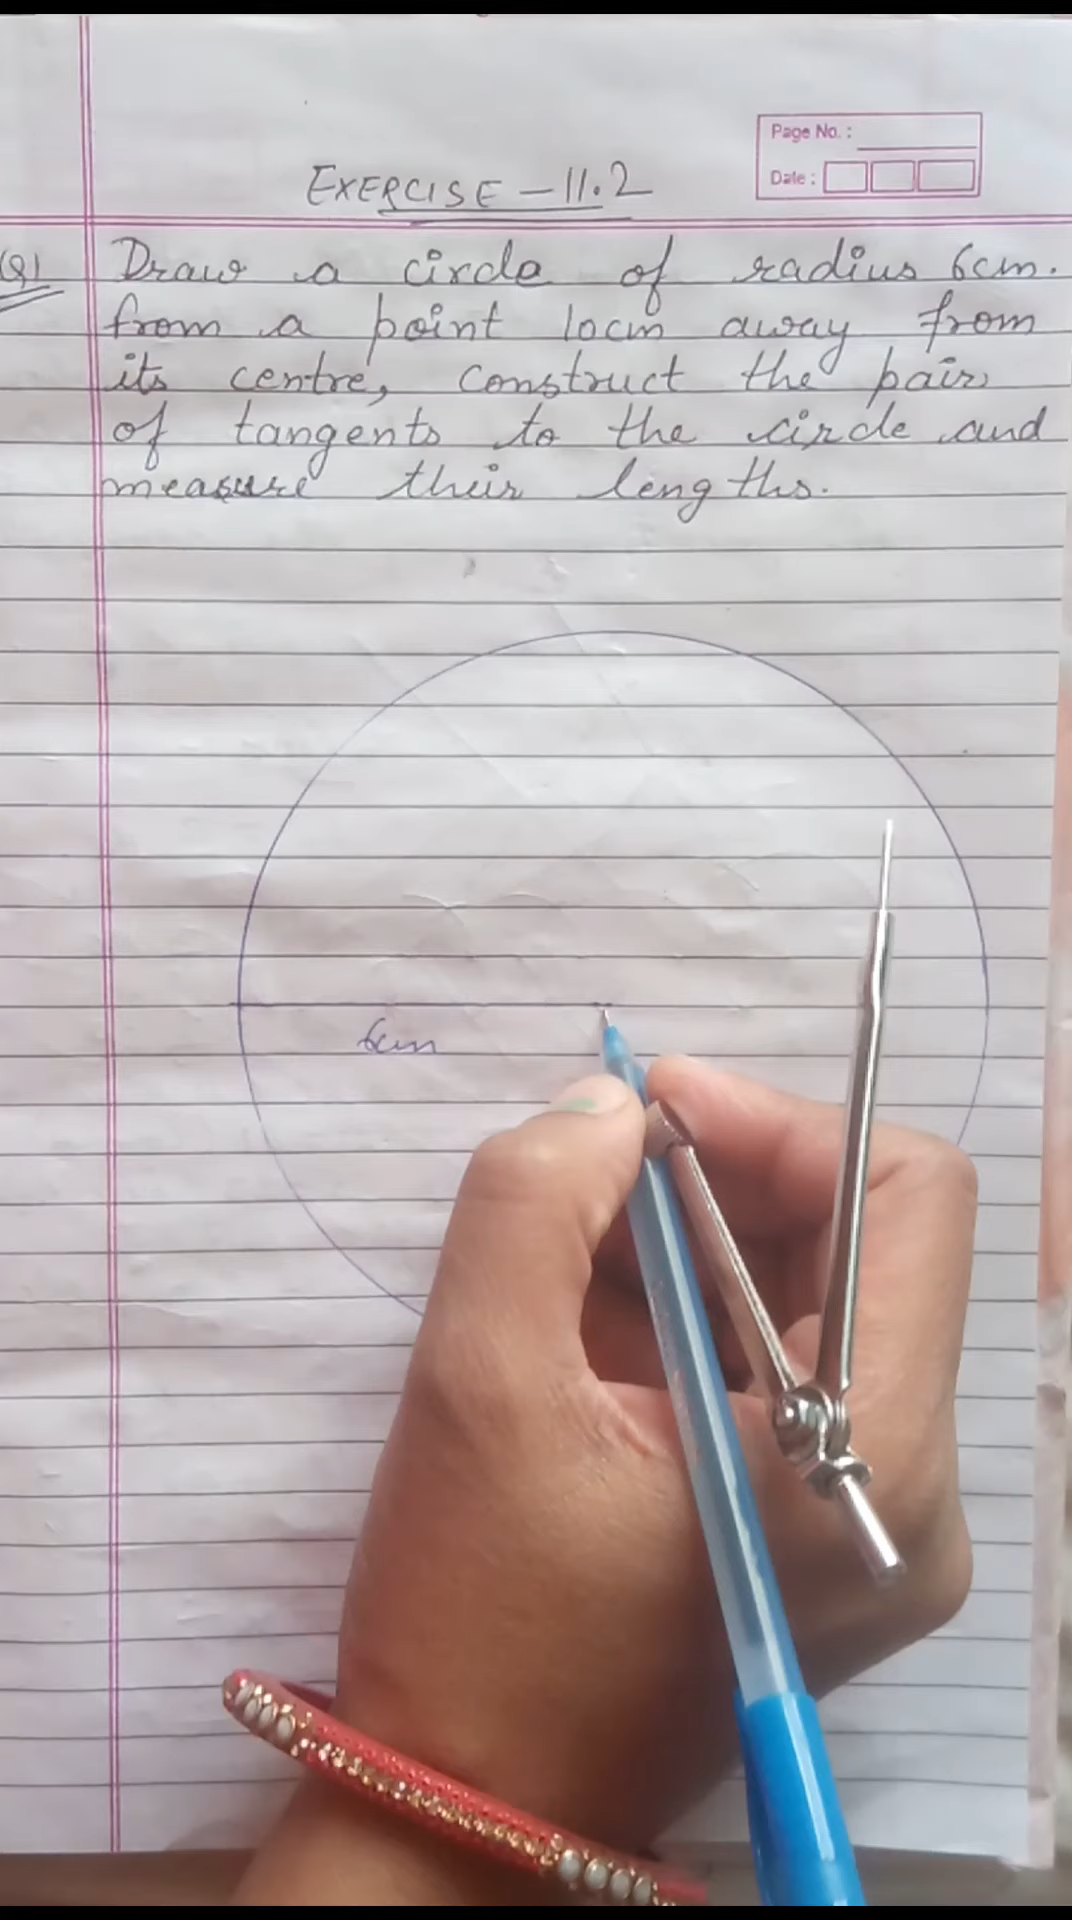 Page No. :
Date :
EXERCISE - 11.2
Q1 Draw a circle of radius 6cm.
from a point 10cm away from
its centre, construct the pair
of tangents to the circle and
measure their lengths.
6cm